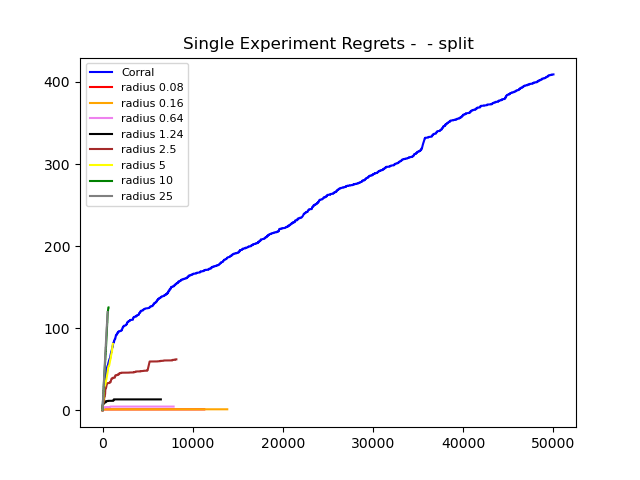 Single Experiment Regrets -  - split
Corral
radius 0.08
radius 0.16
radius 0.64
radius 1.24
radius 2.5
radius 5
radius 10
radius 25
400
300
200
100
0
0 10000 20000 30000 40000 50000